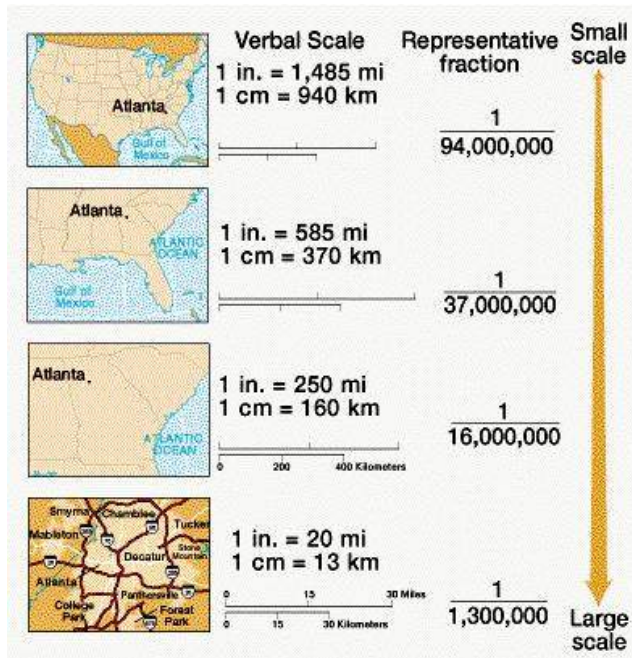 Verbal Scale
Representative
fraction
Small
scale
Atlanta
Gulf of
Mexico
1 in. = 1,485 mi
1 cm = 940 km
1
94,000,000
Atlanta
ATLANTIC
OCEAN
Gulf of
Mexico
1 in. = 585 mi
1 cm = 370 km
1
37,000,000
Atlanta
ATLANTIC
OCEAN
1 in. = 250 mi
1 cm = 160 km
0 200 400 Kilometers
1
16,000,000
Smyrna Chamblee
Mableton Tucker
Decatur Stone
Mountain
Atlanta Panthersville
College
Park
Forest
Park
1 in. = 20 mi
1 cm = 13 km
0 15 30 Miles
0 15 30 Kilometers
1
1,300,000
Large
scale